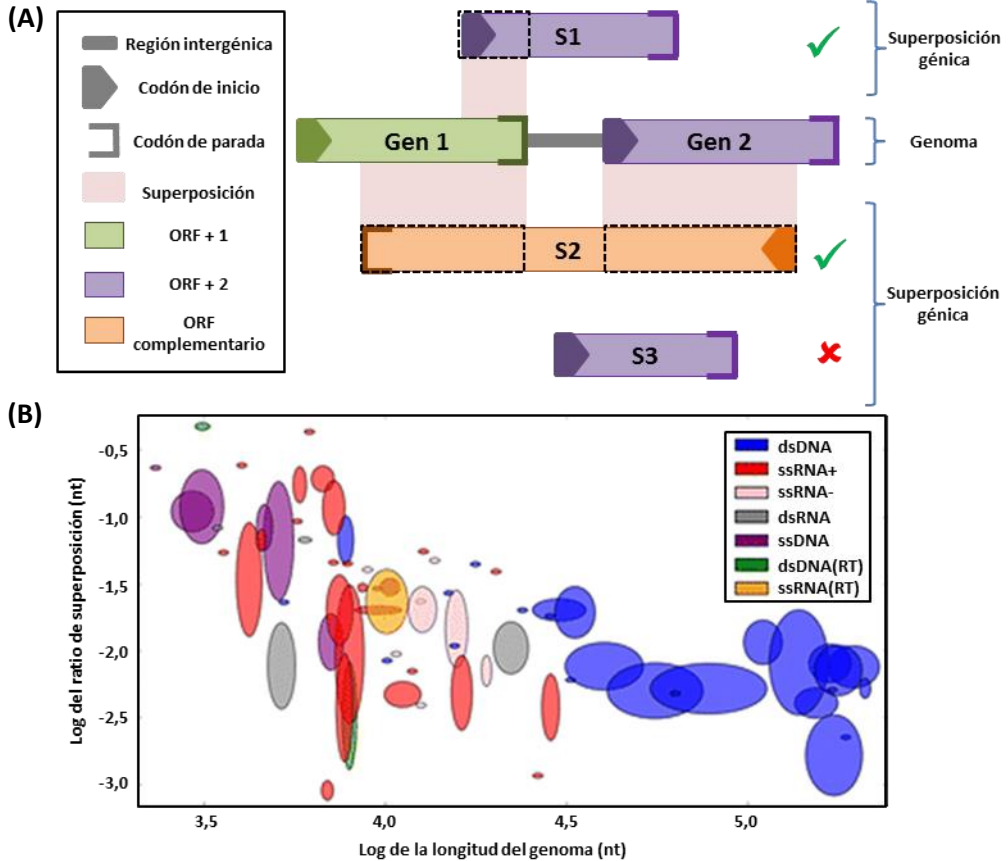 (A)
Región intergénica
Codón de inicio
Codón de parada
Superposición
ORF + 1
ORF + 2
ORF
complementario
S1
Superposición
génica
Gen 1
Gen 2
Genoma
S2
Superposición
génica
S3
(B)
Log del ratio de superposición (nt)
-0,5
-1,0
-1,5
-2,0
-2,5
-3,0
dsDNA
ssRNA+
ssRNA-
dsRNA
ssDNA
dsDNA(RT)
ssRNA(RT)
3,5
4,0
4,5
5,0
Log de la longitud del genoma (nt)